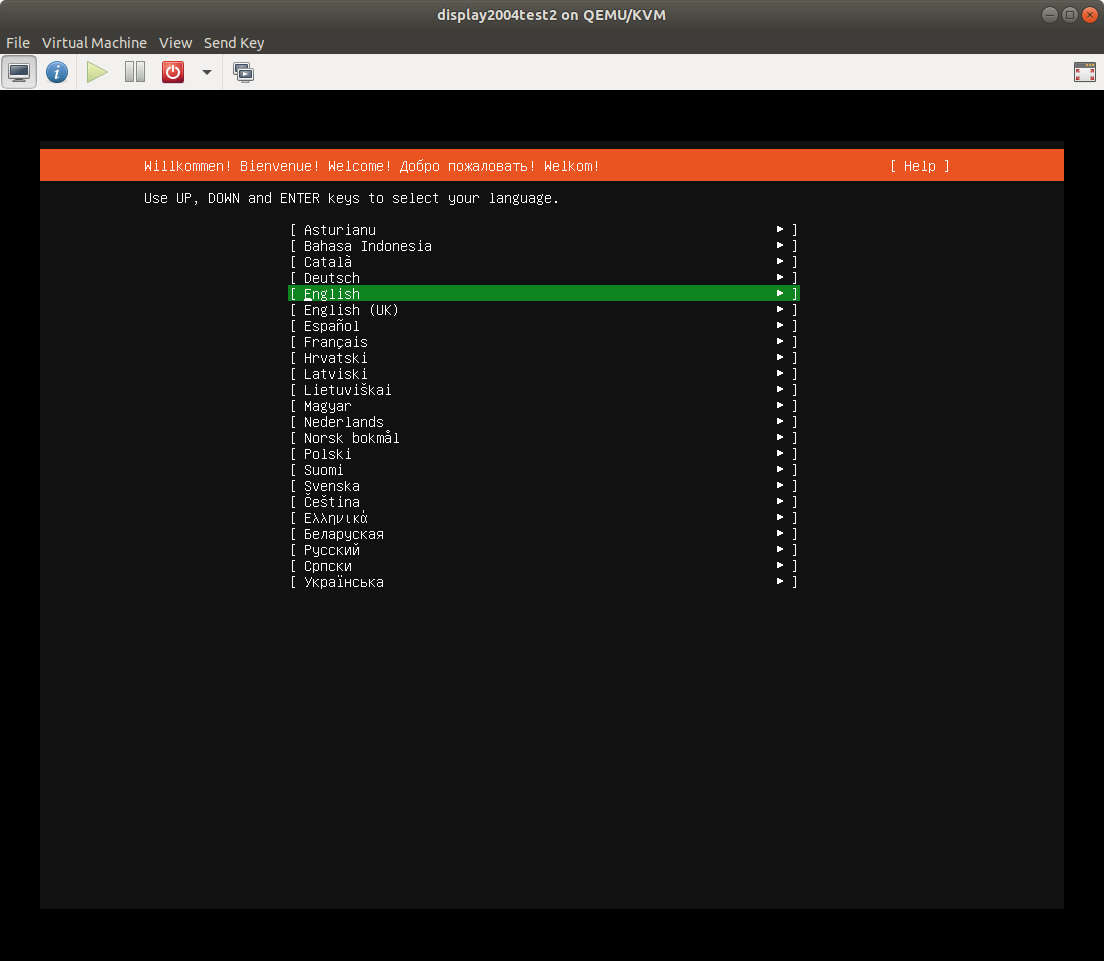 display2004test2 on QEMU/KVM
File Virtual Machine View Send Key
Willkommen! Bienvenue! Welcome! Добро пожаловать! Welkom! [ Help ]
Use UP, DOWN and ENTER keys to select your language.
[ Asturianu ▸ ]
[ Bahasa Indonesia ▸ ]
[ Català ▸ ]
[ Deutsch ▸ ]
[ English ▸ ]
[ English (UK) ▸ ]
[ Español ▸ ]
[ Français ▸ ]
[ Hrvatski ▸ ]
[ Latviski ▸ ]
[ Lietuviškai ▸ ]
[ Magyar ▸ ]
[ Nederlands ▸ ]
[ Norsk bokmål ▸ ]
[ Polski ▸ ]
[ Suomi ▸ ]
[ Svenska ▸ ]
[ Čeština ▸ ]
[ Ελληνικά ▸ ]
[ Беларуская ▸ ]
[ Русский ▸ ]
[ Српски ▸ ]
[ Українська ▸ ]